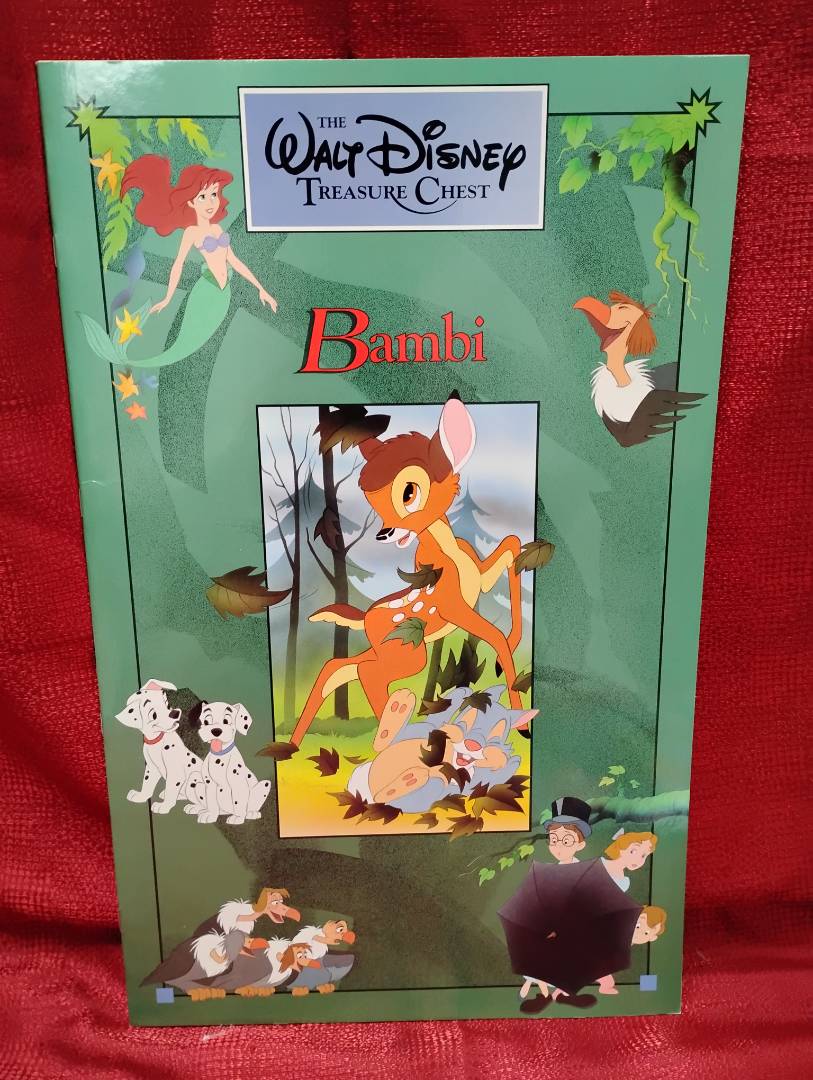 THE
WALT DISNEY
TREASURE CHEST
Bambi